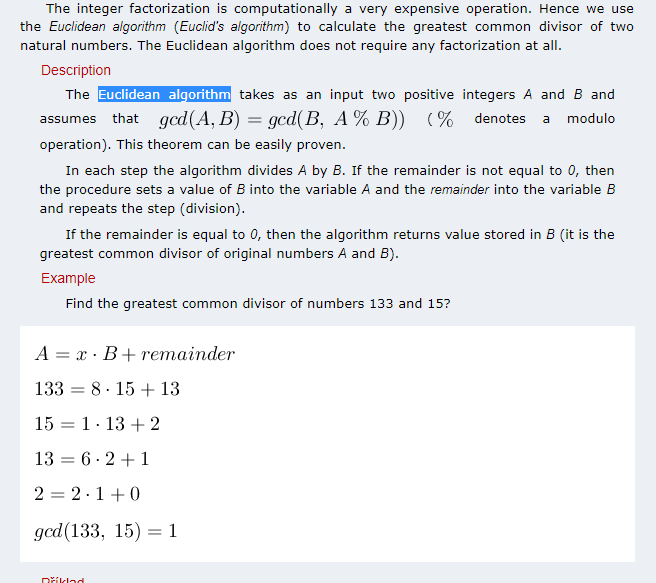 The integer factorization is computationally a very expensive operation. Hence we use
the Euclidean algorithm (Euclid's algorithm) to calculate the greatest common divisor of two
natural numbers. The Euclidean algorithm does not require any factorization at all.
Description
The Euclidean algorithm takes as an input two positive integers A and B and
assumes that gcd(A, B) = gcd(B, A % B)) (% denotes a modulo
operation). This theorem can be easily proven.
In each step the algorithm divides A by B. If the remainder is not equal to 0, then
the procedure sets a value of B into the variable A and the remainder into the variable B
and repeats the step (division).
If the remainder is equal to 0, then the algorithm returns value stored in B (it is the
greatest common divisor of original numbers A and B).
Example
Find the greatest common divisor of numbers 133 and 15?
A = x · B + remainder
133 = 8 · 15 + 13
15 = 1 · 13 + 2
13 = 6 · 2 + 1
2 = 2 · 1 + 0
gcd(133, 15) = 1
Příklad